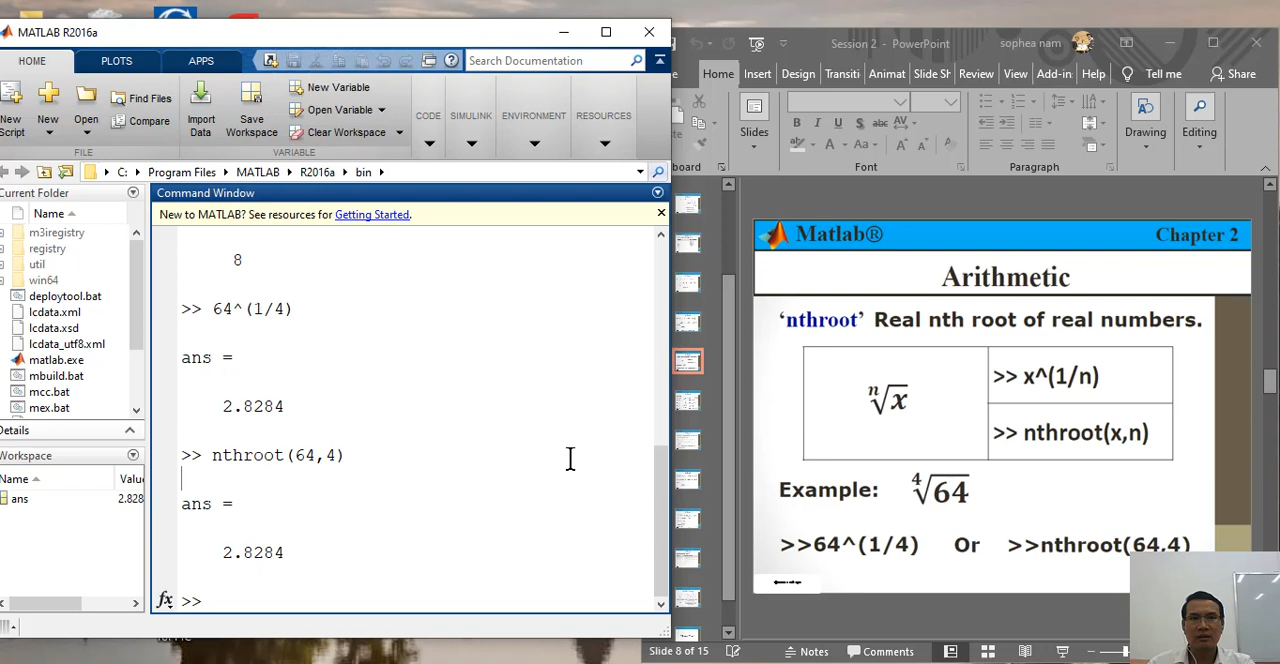 MATLAB R2016a
HOME
PLOTS
APPS
Search Documentation
New Script
New
Open
Find Files
Compare
Import Data
Save Workspace
New Variable
Open Variable
Clear Workspace
CODE
SIMULINK
ENVIRONMENT
RESOURCES
FILE
VARIABLE
C:
Program Files
MATLAB
R2016a
bin
Current Folder
Name
m3iregistry
registry
util
win64
deploytool.bat
lcdata.xml
lcdata.xsd
lcdata_utf8.xml
matlab.exe
mbuild.bat
mcc.bat
mex.bat
Details
Workspace
Name
Valu
ans
2.828
Command Window
New to MATLAB? See resources for Getting Started.
8
>> 64^(1/4)
ans =
2.8284
>> nthroot(64,4)
ans =
2.8284
fx >>
Session 2 - PowerPoint
sophea nam
Home
Insert
Design
Transiti
Animat
Slide Sh
Review
View
Add-in
Help
Tell me
Share
Slides
B I U S abc AV
A Aa A A
Drawing
Editing
board
Font
Paragraph
Matlab®
Chapter 2
Arithmetic
‘nthroot’ Real nth root of real numbers.
ⁿ√x
>> x^(1/n)
>> nthroot(x,n)
Example: ⁴√64
>>64^(1/4) Or >>nthroot(64,4)
Slide 8 of 15
Notes
Comments